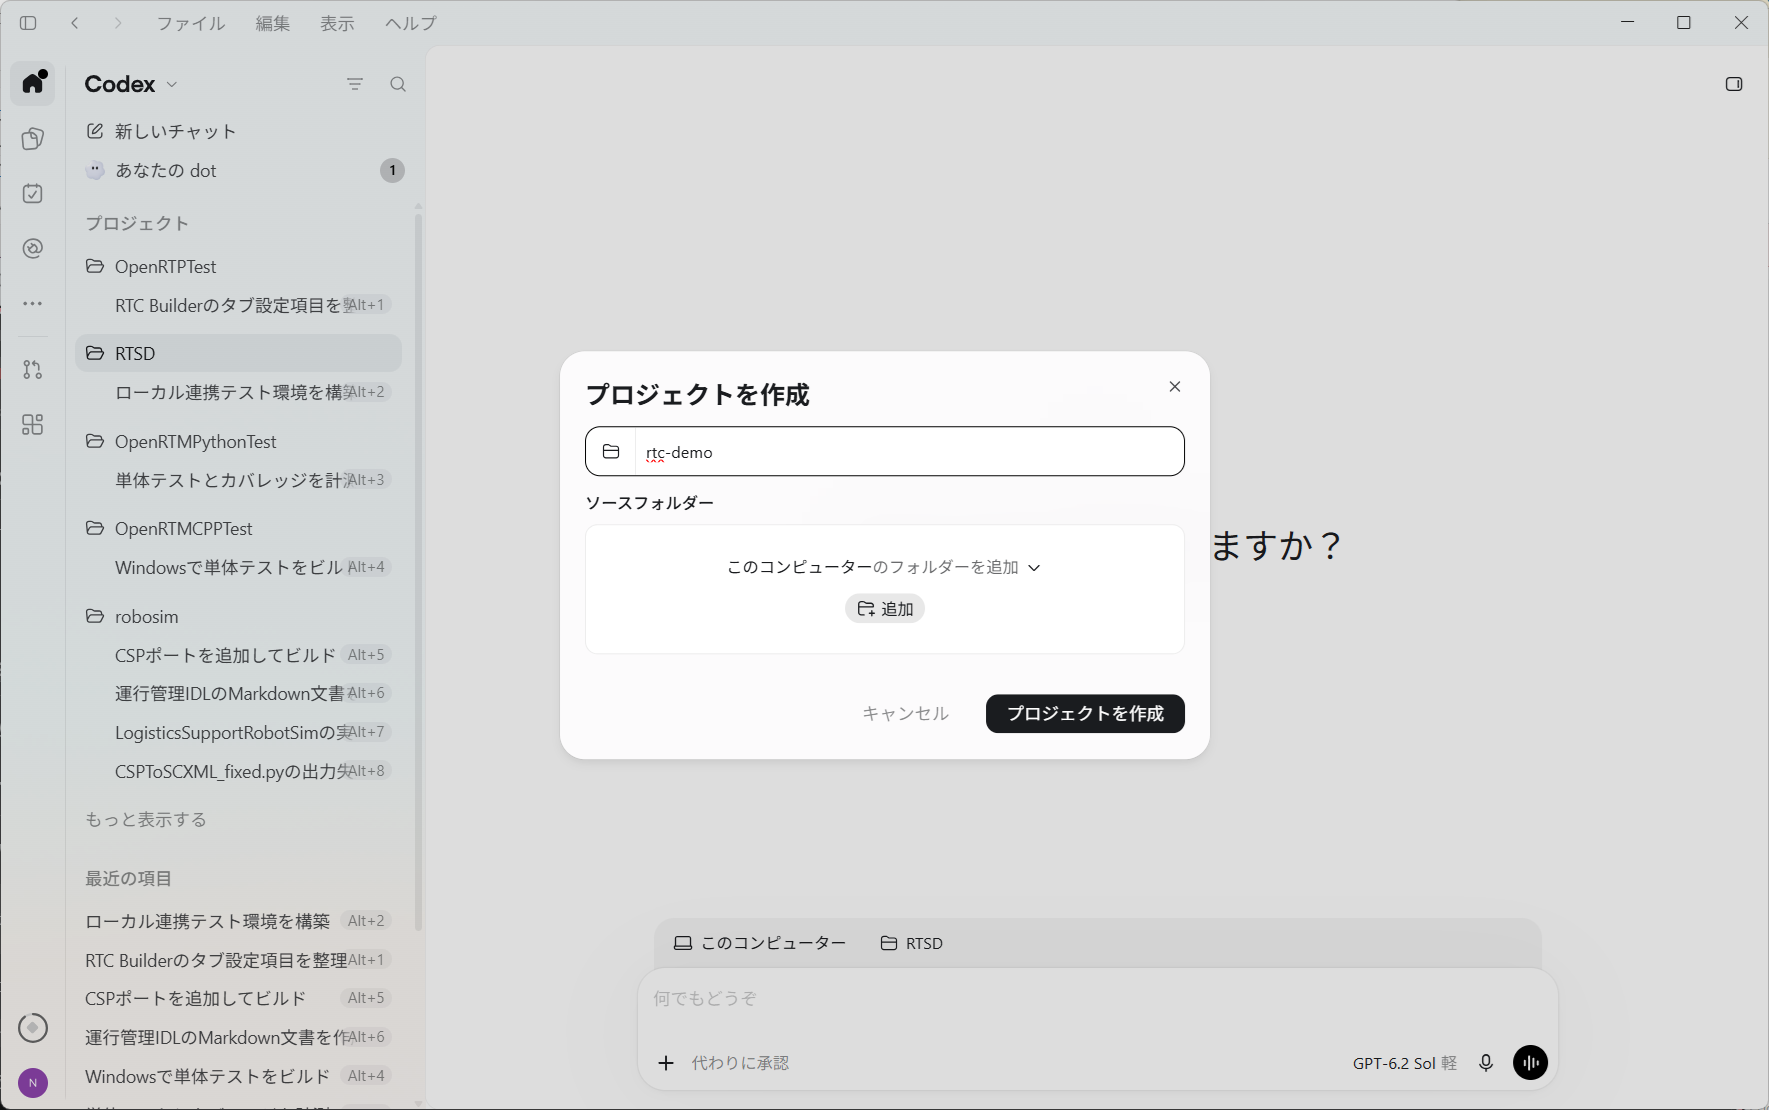 ファイル 編集 表示 ヘルプ
Codex
新しいチャット
あなたの dot 1
プロジェクト
OpenRTPTest
RTC Builderのタブ設定項目を Alt+1
RTSD
ローカル連携テスト環境を構築 Alt+2
OpenRTMPythonTest
単体テストとカバレッジを計 Alt+3
OpenRTMCPPTest
Windowsで単体テストをビル Alt+4
robosim
CSPポートを追加してビルド Alt+5
運行管理IDLのMarkdown文書 Alt+6
LogisticsSupportRobotSimの実 Alt+7
CSPToSCXML_fixed.pyの出力失 Alt+8
もっと表示する
最近の項目
ローカル連携テスト環境を構築 Alt+2
RTC Builderのタブ設定項目を整理 Alt+1
CSPポートを追加してビルド Alt+5
運行管理IDLのMarkdown文書を作 Alt+6
Windowsで単体テストをビルド Alt+4
N
プロジェクトを作成
rtc-demo
ソースフォルダー
このコンピューターのフォルダーを追加
追加
キャンセル プロジェクトを作成
ますか？
このコンピューター RTSD
何でもどうぞ
代わりに承認 GPT-6.2 Sol 軽